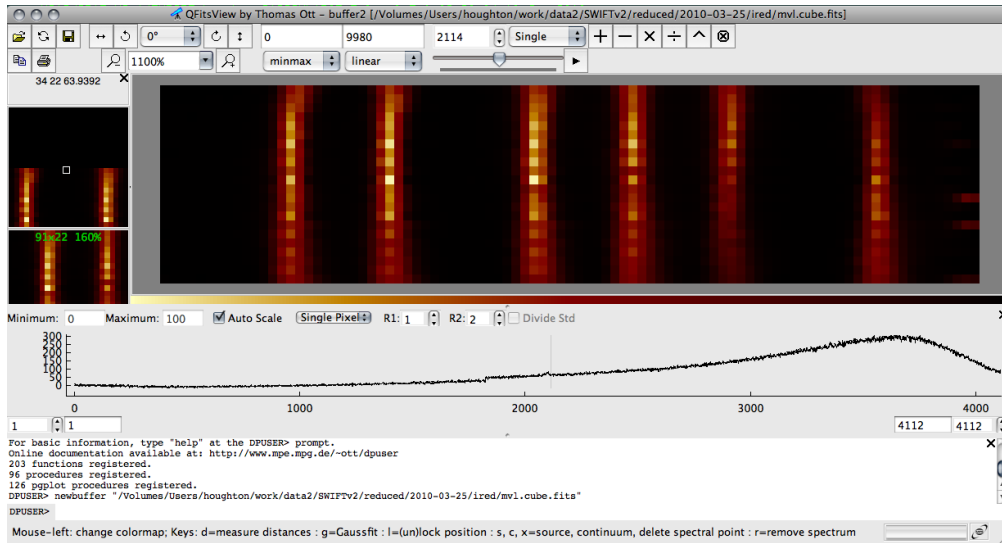 QFitsView by Thomas Ott - buffer2 [/Volumes/Users/houghton/work/data2/SWIFTv2/reduced/2010-03-25/ired/mvl.cube.fits]
0° 0 9980 2114 Single
1100% minmax linear
34 22 63.9392
91x22 160%
Minimum: 0 Maximum: 100 Auto Scale Single Pixel R1: 1 R2: 2 Divide Std
300
250
200
150
100
50
0
0 1000 2000 3000 4000
1 1 4112 4112
For basic information, type "help" at the DPUSER> prompt.
Online documentation available at: http://www.mpe.mpg.de/~ott/dpuser
203 functions registered.
96 procedures registered.
126 pgplot procedures registered.
DPUSER> newbuffer "/Volumes/Users/houghton/work/data2/SWIFTv2/reduced/2010-03-25/ired/mvl.cube.fits"
DPUSER>
Mouse-left: change colormap; Keys: d=measure distances : g=Gaussfit : l=(un)lock position : s, c, x=source, continuum, delete spectral point : r=remove spectrum